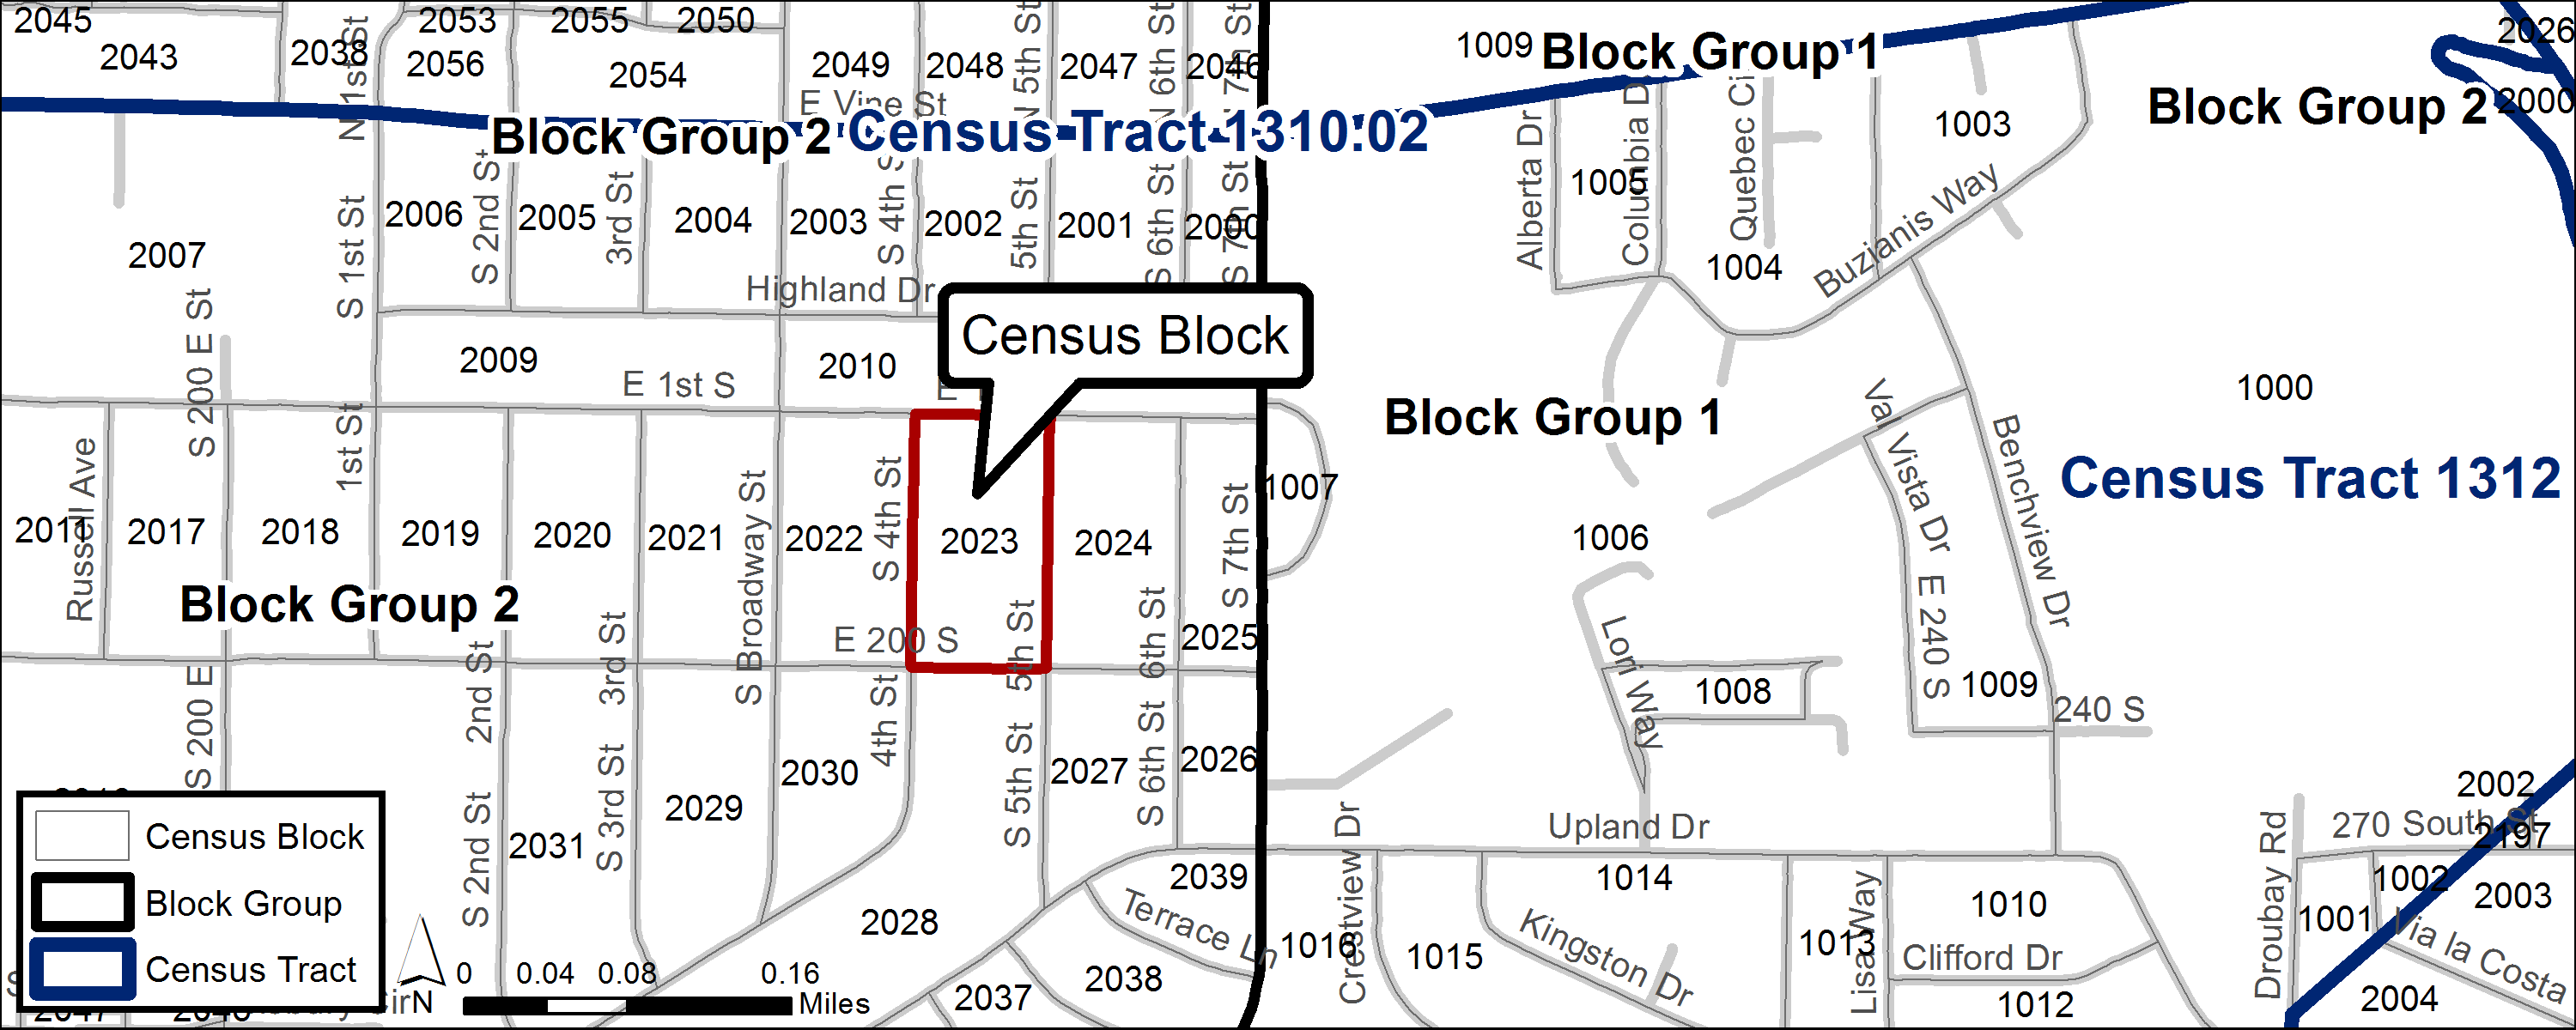 2045
2053
2055
2050
2043
2038
2056
2054
2049
2048
2047
2046
N 1st St
N 5th St
N 6th St
N 7th St
1009
Block Group 1
2026
2000
Block Group 2
E Vine St
Block Group 2
Census Tract 1310.02
1003
1005
Alberta Dr
Columbia D
Quebec Ci
1004
Buzianis Way
2007
2006
2005
2004
2003
2002
2001
2000
S 1st St
S 2nd St
3rd St
S 4th S
5th St
S 6th St
S 7th St
Highland Dr
Census Block
S 200 E St
2009
2010
E 1st S
1000
Block Group 1
Val Vista Dr
Benchview Dr
Census Tract 1312
Russell Ave
1st St
2011
2017
2018
2019
2020
2021
2022
2023
2024
S Broadway St
S 4th St
S 7th St
1007
1006
Block Group 2
E 200 S
5th St
6th St
2025
Lori Way
E 240 S
1008
1009
240 S
S 200 E
2nd St
3rd St
4th St
S 5th St
S 6th St
2030
2027
2026
2029
2031
S 2nd St
S 3rd St
2028
2039
2038
2037
Terrace Ln
Crestview Dr
Upland Dr
1014
1016
1015
Kingston Dr
1013
Lisa Way
1010
Clifford Dr
1012
Droubay Rd
2002
270 South St
2197
1002
2003
1001
Via la Costa
2004
Census Block
Block Group
Census Tract
N
0 0.04 0.08 0.16
Miles